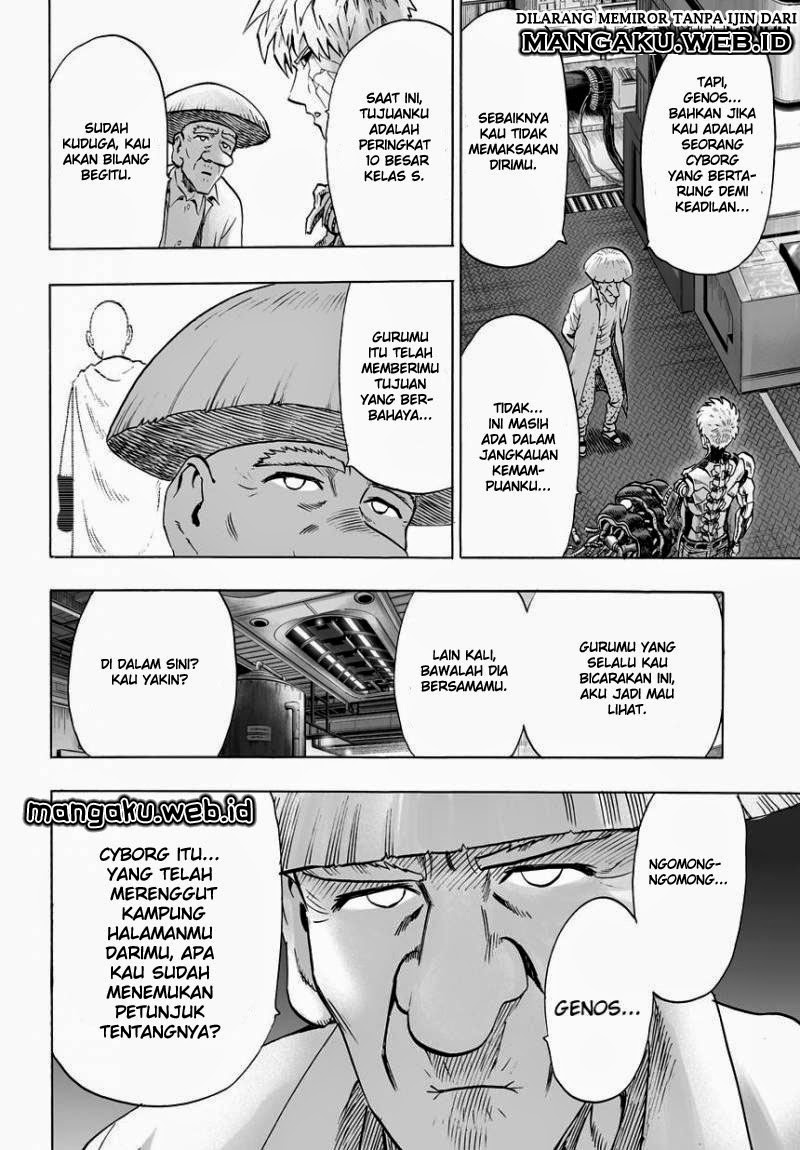 DILARANG MEMIROR TANPA IJIN DARI
MANGAKU.WEB.ID
TAPI,
GENOS...
BAHKAN JIKA
KAU ADALAH
SEORANG
CYBORG
YANG BERTA-
RUNG DEMI
KEADILAN...
SEBAIKNYA
KAU TIDAK
MEMAKSAKAN
DIRIMU.
TIDAK...
INI MASIH
ADA DALAM
JANGKAUAN
KEMAM-
PUANKU...
SAAT INI,
TUJUANKU
ADALAH
PERINGKAT
10 BESAR
KELAS S.
SUDAH
KUDUGA, KAU
AKAN BILANG
BEGITU.
GURUMU
ITU TELAH
MEMBERIMU
TUJUAN
YANG BER-
BAHAYA...
GURUMU YANG
SELALU KAU
BICARAKAN INI,
AKU JADI MAU
LIHAT.
LAIN KALI,
BAWALAH DIA
BERSAMAMU.
DI DALAM SINI?
KAU YAKIN?
mangaku.web.id
NGOMONG-
NGOMONG...
GENOS...
CYBORG ITU...
YANG TELAH
MERENGGUT
KAMPUNG
HALAMANMU
DARIMU, APA
KAU SUDAH
MENEMUKAN
PETUNJUK
TENTANGNYA?